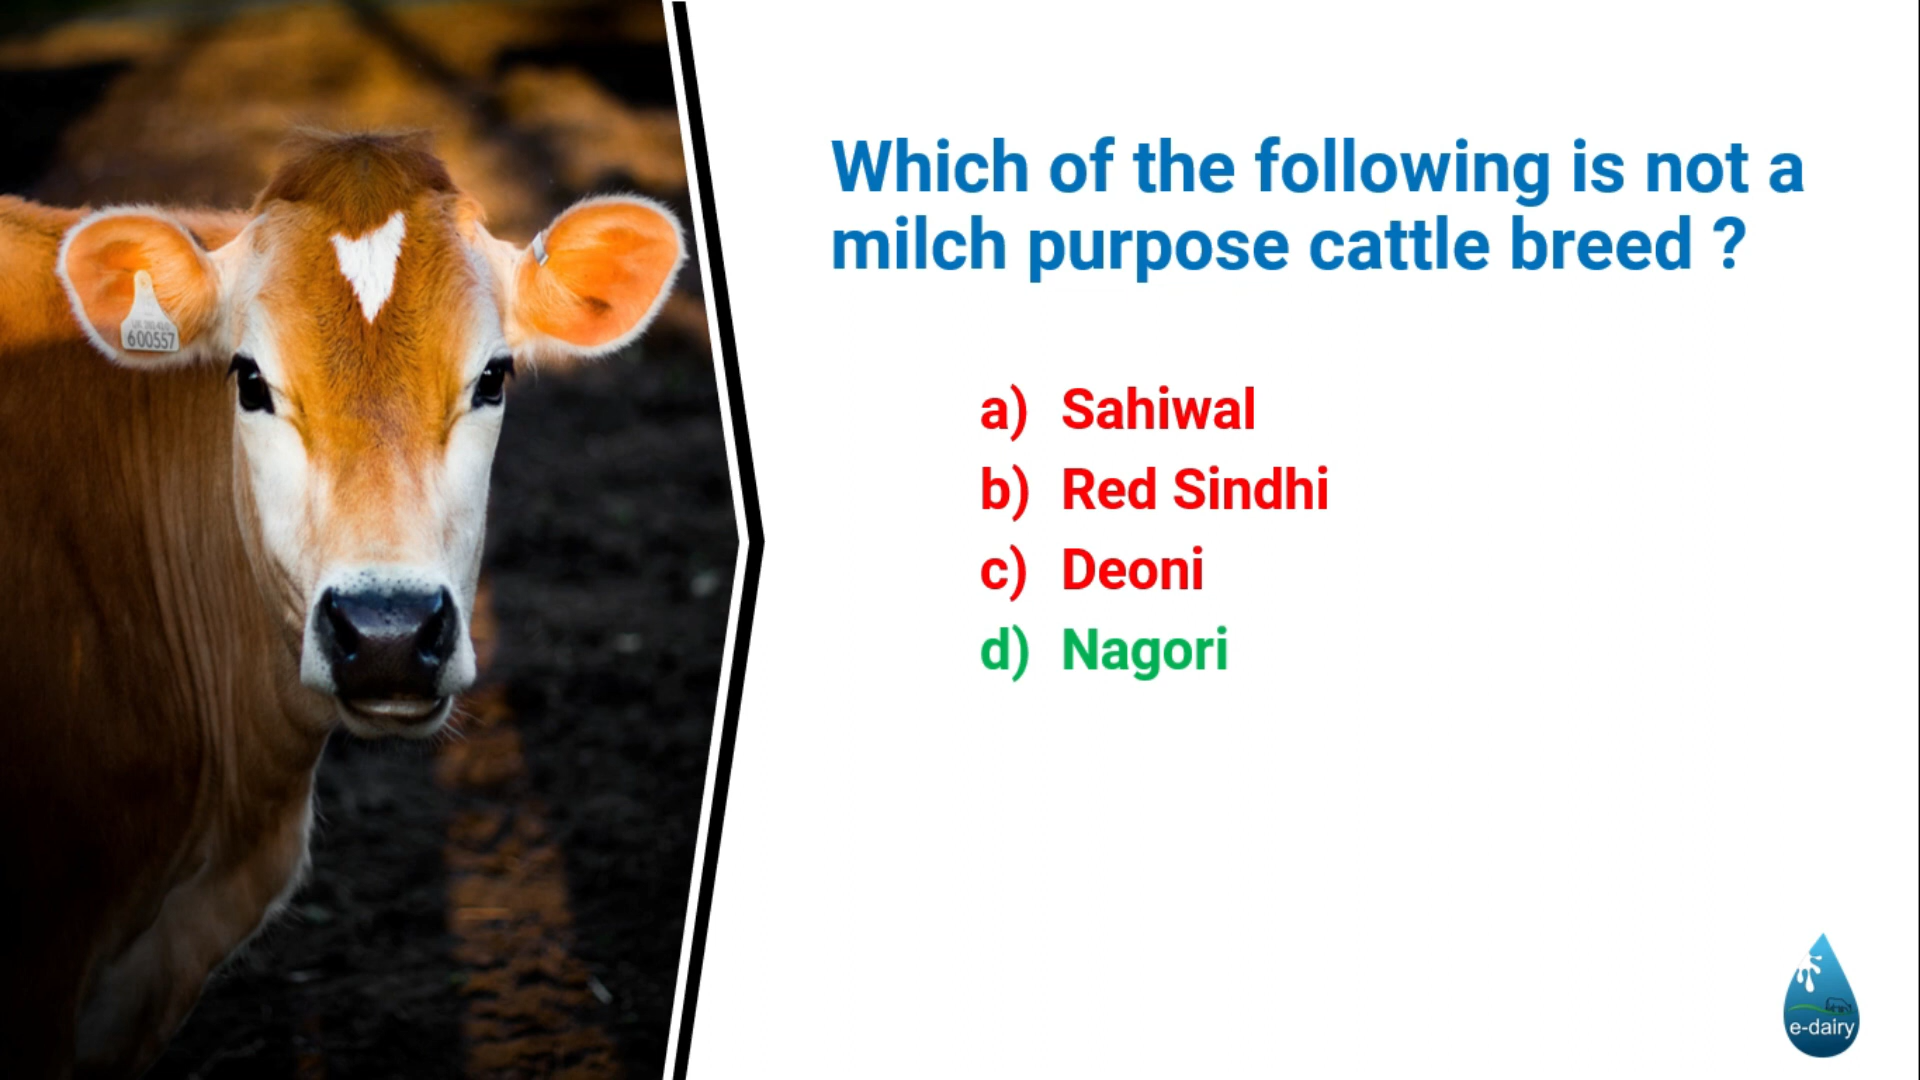 Which of the following is not a
milch purpose cattle breed ?
a) Sahiwal
b) Red Sindhi
c) Deoni
d) Nagori
600557
e-dairy